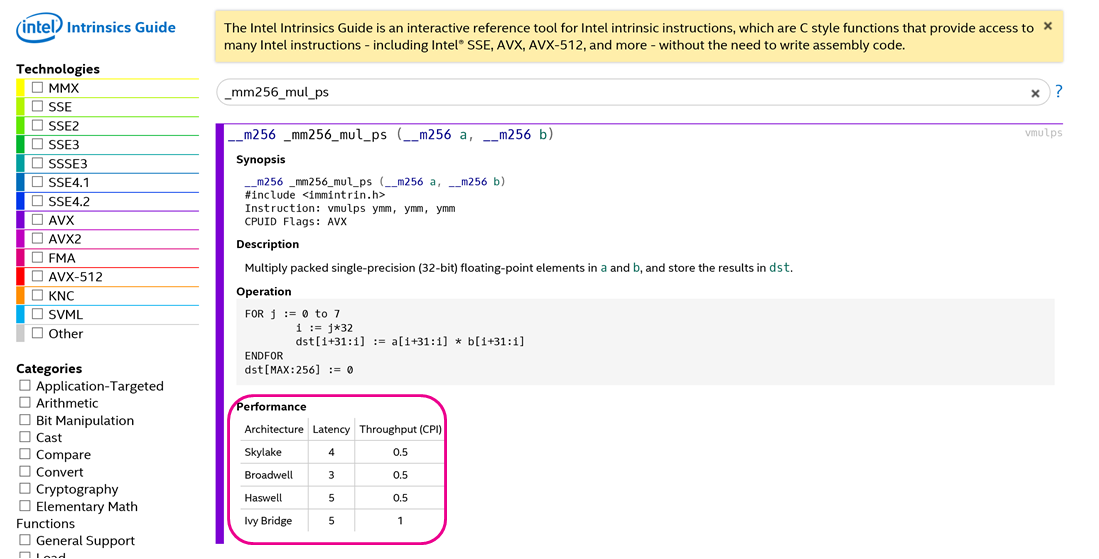 intel Intrinsics Guide
The Intel Intrinsics Guide is an interactive reference tool for Intel intrinsic instructions, which are C style functions that provide access to
many Intel instructions - including Intel® SSE, AVX, AVX-512, and more - without the need to write assembly code.
×
Technologies
MMX
SSE
SSE2
SSE3
SSSE3
SSE4.1
SSE4.2
AVX
AVX2
FMA
AVX-512
KNC
SVML
Other
Categories
Application-Targeted
Arithmetic
Bit Manipulation
Cast
Compare
Convert
Cryptography
Elementary Math
Functions
General Support
Load
_mm256_mul_ps
× ?
__m256 _mm256_mul_ps (__m256 a, __m256 b)
vmulps
Synopsis
__m256 _mm256_mul_ps (__m256 a, __m256 b)
#include <immintrin.h>
Instruction: vmulps ymm, ymm, ymm
CPUID Flags: AVX
Description
Multiply packed single-precision (32-bit) floating-point elements in a and b, and store the results in dst.
Operation
FOR j := 0 to 7
i := j*32
dst[i+31:i] := a[i+31:i] * b[i+31:i]
ENDFOR
dst[MAX:256] := 0
Performance
Architecture Latency Throughput (CPI)
Skylake 4 0.5
Broadwell 3 0.5
Haswell 5 0.5
Ivy Bridge 5 1